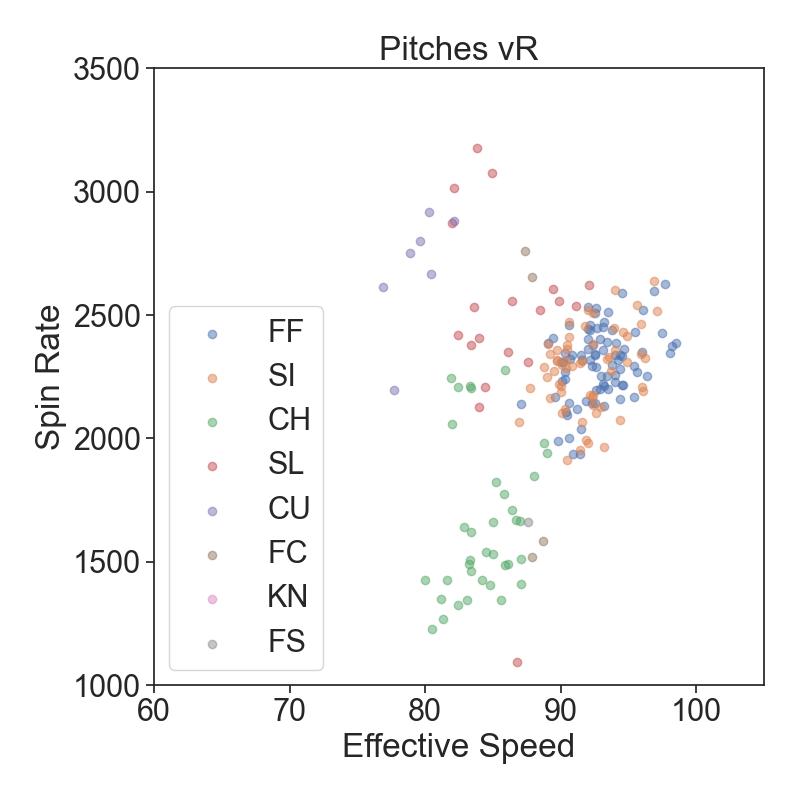 Pitches vR
3500
3000
2500
2000
1500
1000
Spin Rate
FF
SI
CH
SL
CU
FC
KN
FS
60 70 80 90 100
Effective Speed